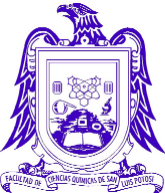 FACULTAD DE CIENCIAS QUIMICAS DE SAN LUIS POTOSI